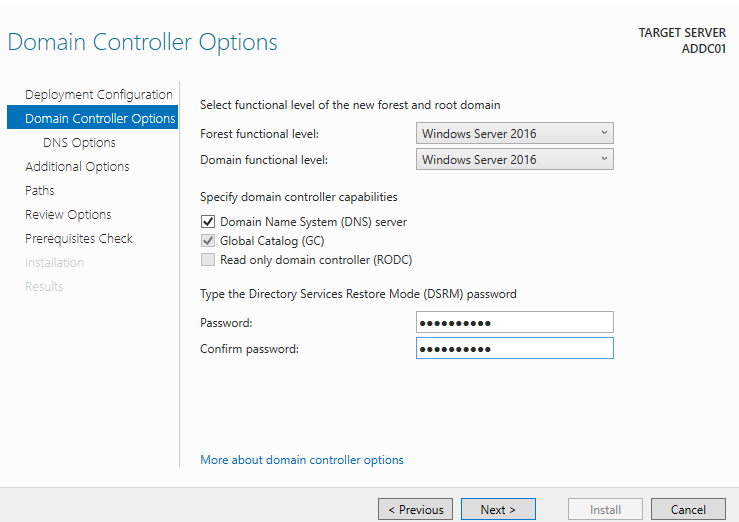 Domain Controller Options
TARGET SERVER
ADDC01
Deployment Configuration
Domain Controller Options
DNS Options
Additional Options
Paths
Review Options
Prerequisites Check
Installation
Results
Select functional level of the new forest and root domain
Forest functional level: Windows Server 2016
Domain functional level: Windows Server 2016
Specify domain controller capabilities
Domain Name System (DNS) server
Global Catalog (GC)
Read only domain controller (RODC)
Type the Directory Services Restore Mode (DSRM) password
Password: ●●●●●●●●●●
Confirm password: ●●●●●●●●●●
More about domain controller options
< Previous Next > Install Cancel